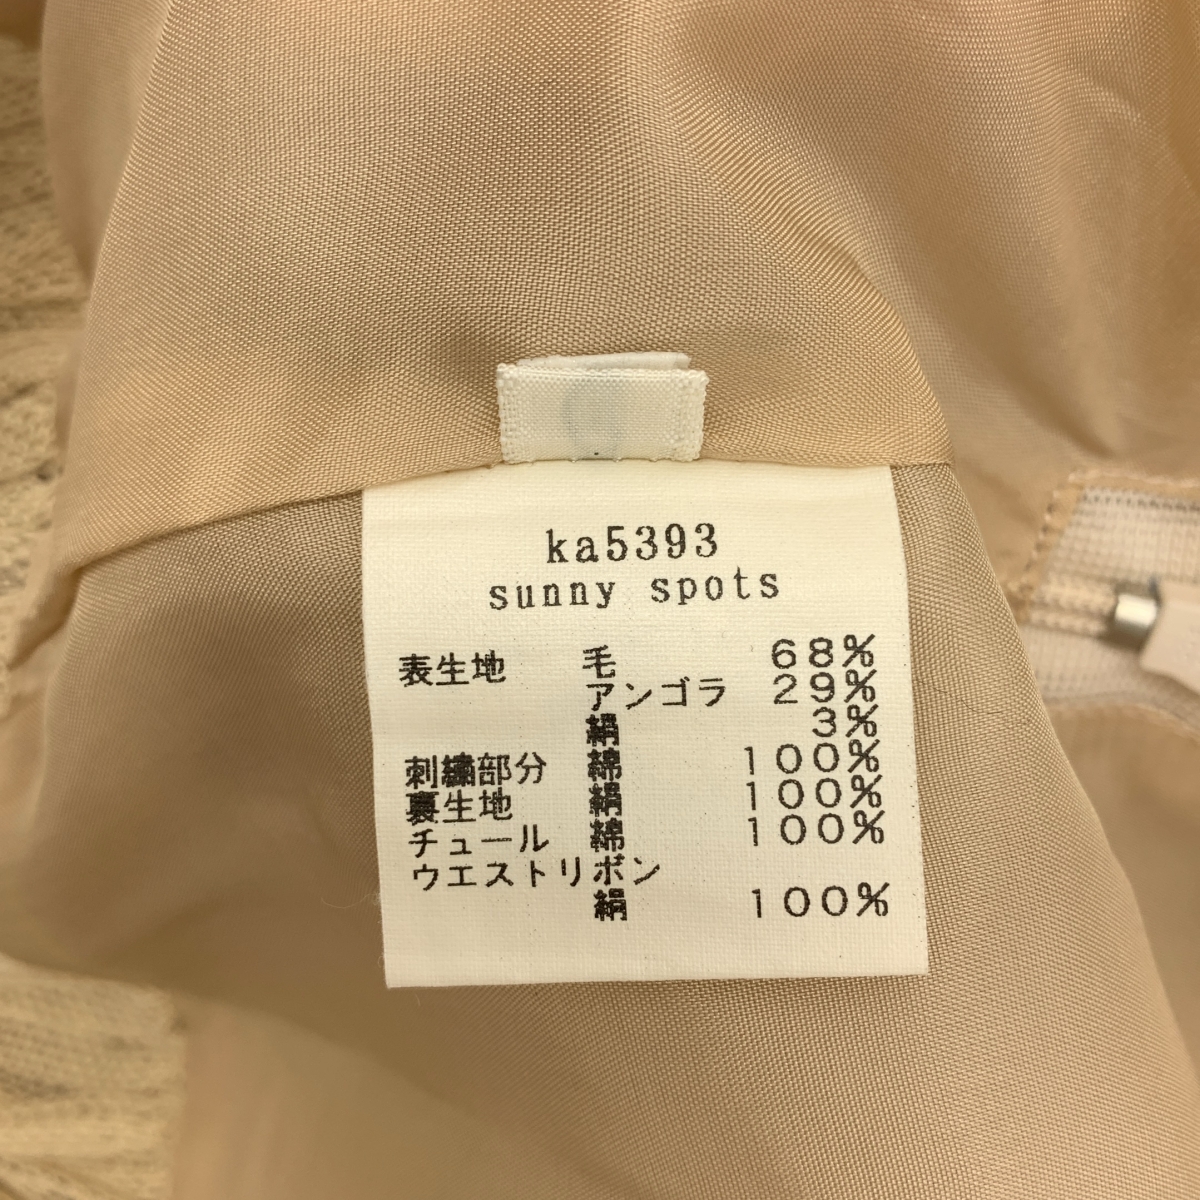 ka5393
sunny spots
表生地 毛 68%
アンゴラ 29%
絹 3%
刺繍部分 綿 100%
裏生地 絹 100%
チュール 綿 100%
ウエストリボン
絹 100%